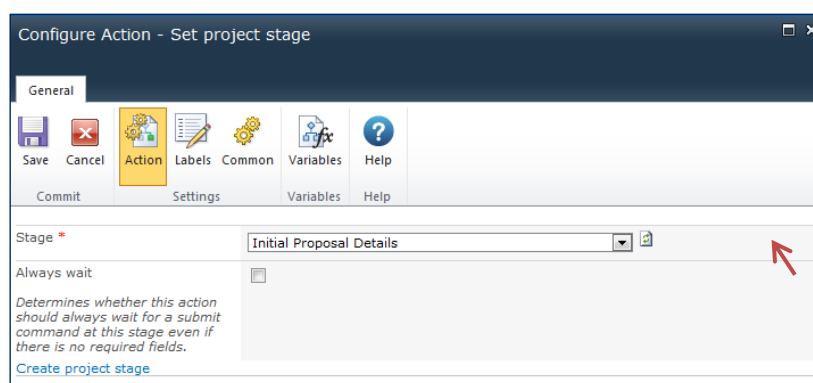 Configure Action - Set project stage
General
Save Cancel Action Labels Common Variables Help
Commit Settings Variables Help
Stage *
Initial Proposal Details
Always wait
Determines whether this action
should always wait for a submit
command at this stage even if
there is no required fields.
Create project stage